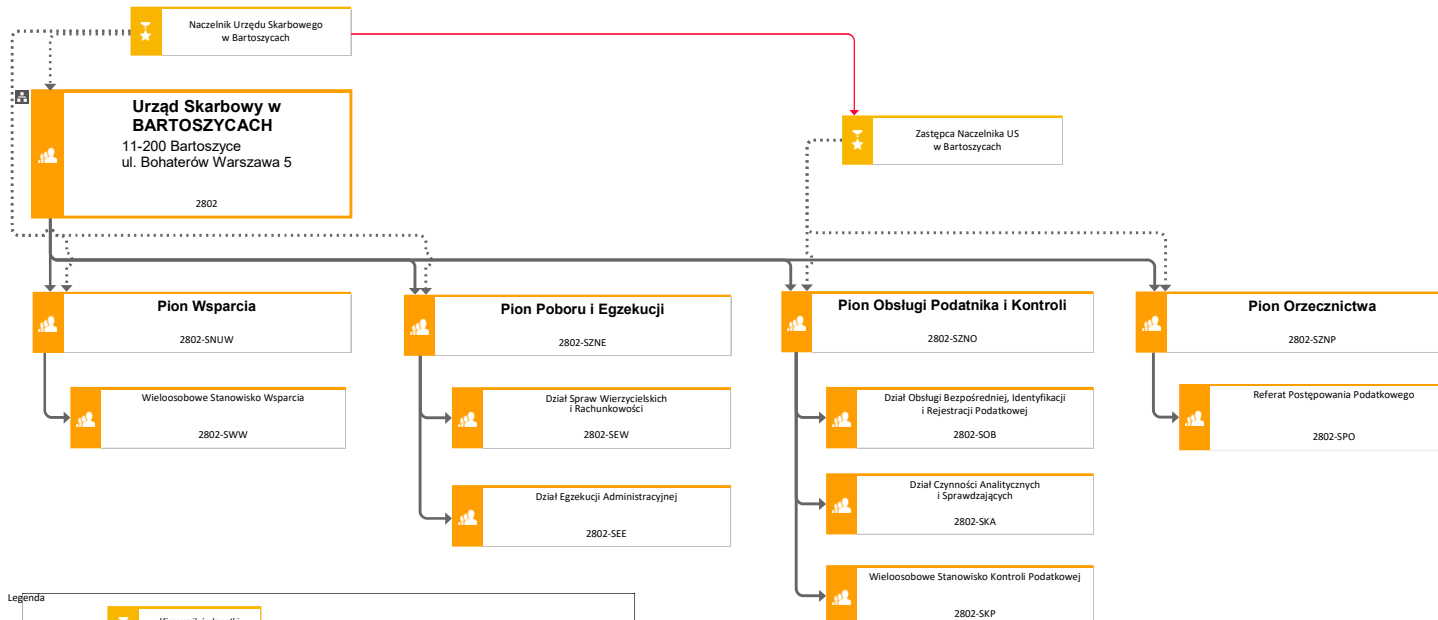 Naczelnik Urzędu Skarbowego
w Bartoszycach
Urząd Skarbowy w
BARTOSZYCACH
11-200 Bartoszyce
ul. Bohaterów Warszawa 5
2802
Zastępca Naczelnika US
w Bartoszycach
Pion Wsparcia
2802-SNUW
Pion Poboru i Egzekucji
2802-SZNE
Pion Obsługi Podatnika i Kontroli
2802-SZNO
Pion Orzecznictwa
2802-SZNP
Wieloosobowe Stanowisko Wsparcia
2802-SWW
Dział Spraw Wierzycielskich
i Rachunkowości
2802-SEW
Dział Obsługi Bezpośredniej, Identyfikacji
i Rejestracji Podatkowej
2802-SOB
Referat Postępowania Podatkowego
2802-SPO
Dział Egzekucji Administracyjnej
2802-SEE
Dział Czynności Analitycznych
i Sprawdzających
2802-SKA
Wieloosobowe Stanowisko Kontroli Podatkowej
2802-SKP
Legenda